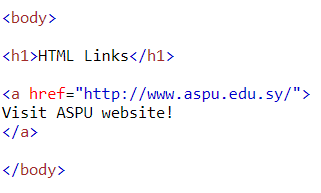 <body>
<h1>HTML Links</h1>
<a href="http://www.aspu.edu.sy/">
Visit ASPU website!
</a>
</body>